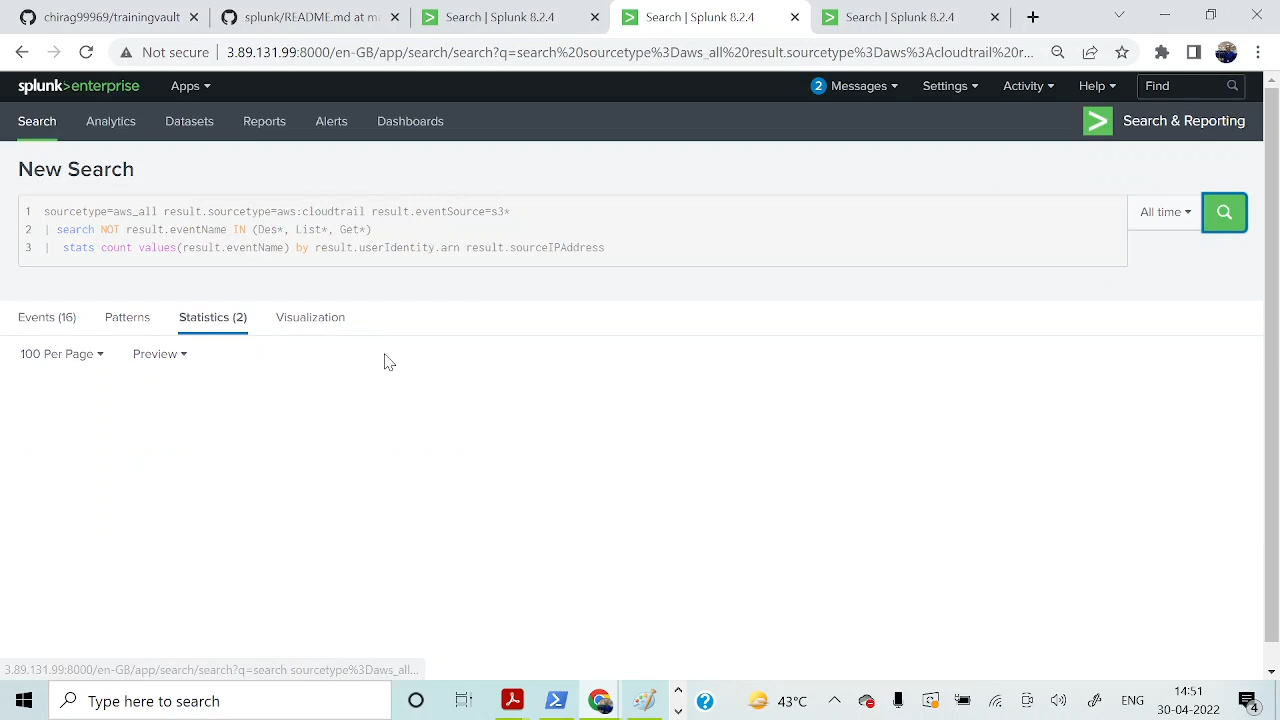 chirag99969/trainingvault
splunk/README.md at ma
Search | Splunk 8.2.4
Search | Splunk 8.2.4
Search | Splunk 8.2.4
Not secure | 3.89.131.99:8000/en-GB/app/search/search?q=search%20sourcetype%3Daws_all%20result.sourcetype%3Daws%3Acloudtrail%20r...
splunk>enterprise Apps
2 Messages Settings Activity Help Find
Search Analytics Datasets Reports Alerts Dashboards
> Search & Reporting
New Search
1 sourcetype=aws_all result.sourcetype=aws:cloudtrail result.eventSource=s3*
2 | search NOT result.eventName IN (Des*, List*, Get*)
3 | stats count values(result.eventName) by result.userIdentity.arn result.sourceIPAddress
All time
Events (16) Patterns Statistics (2) Visualization
100 Per Page Preview
3.89.131.99:8000/en-GB/app/search/search?q=search sourcetype%3Daws_all...
Type here to search
43°C
ENG
14:51
30-04-2022
4